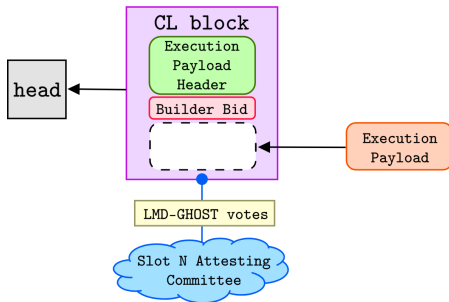 CL block
Execution
Payload
Header
head
Builder Bid
Execution
Payload
LMD-GHOST votes
Slot N Attesting
Committee